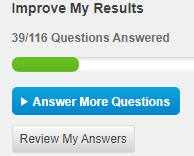 Improve My Results
39/116 Questions Answered
Answer More Questions
Review My Answers